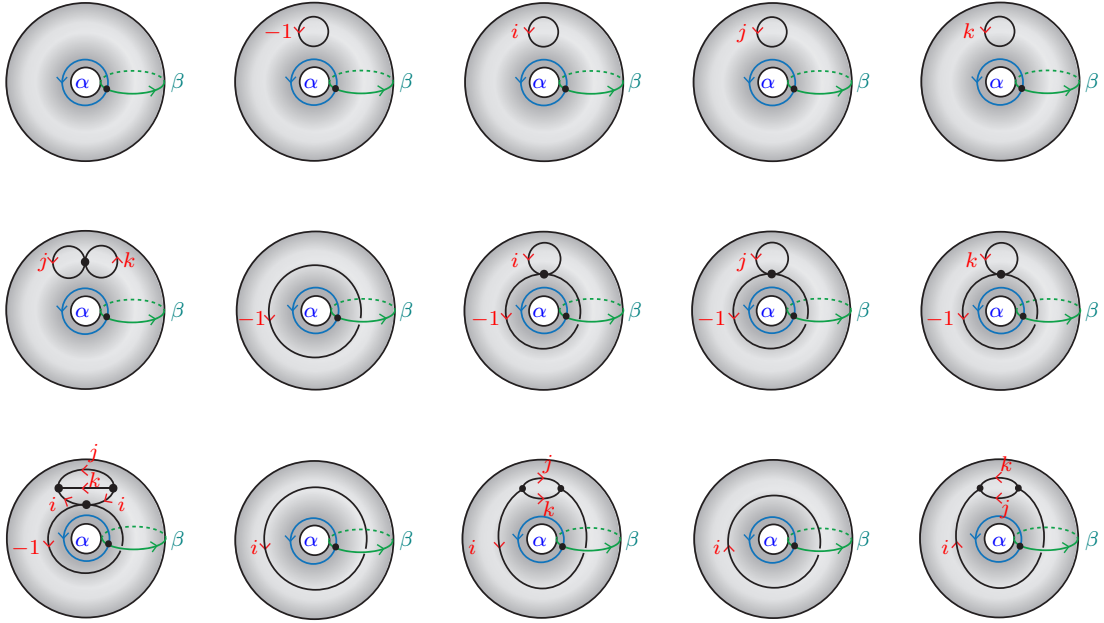 −1 i j k
α β α β α β α β α β
j k i j k
α β −1 α β −1 α β −1 α β −1 α β
j j k
k
i −i k j
−1 α β i α β i α β i α β i α β